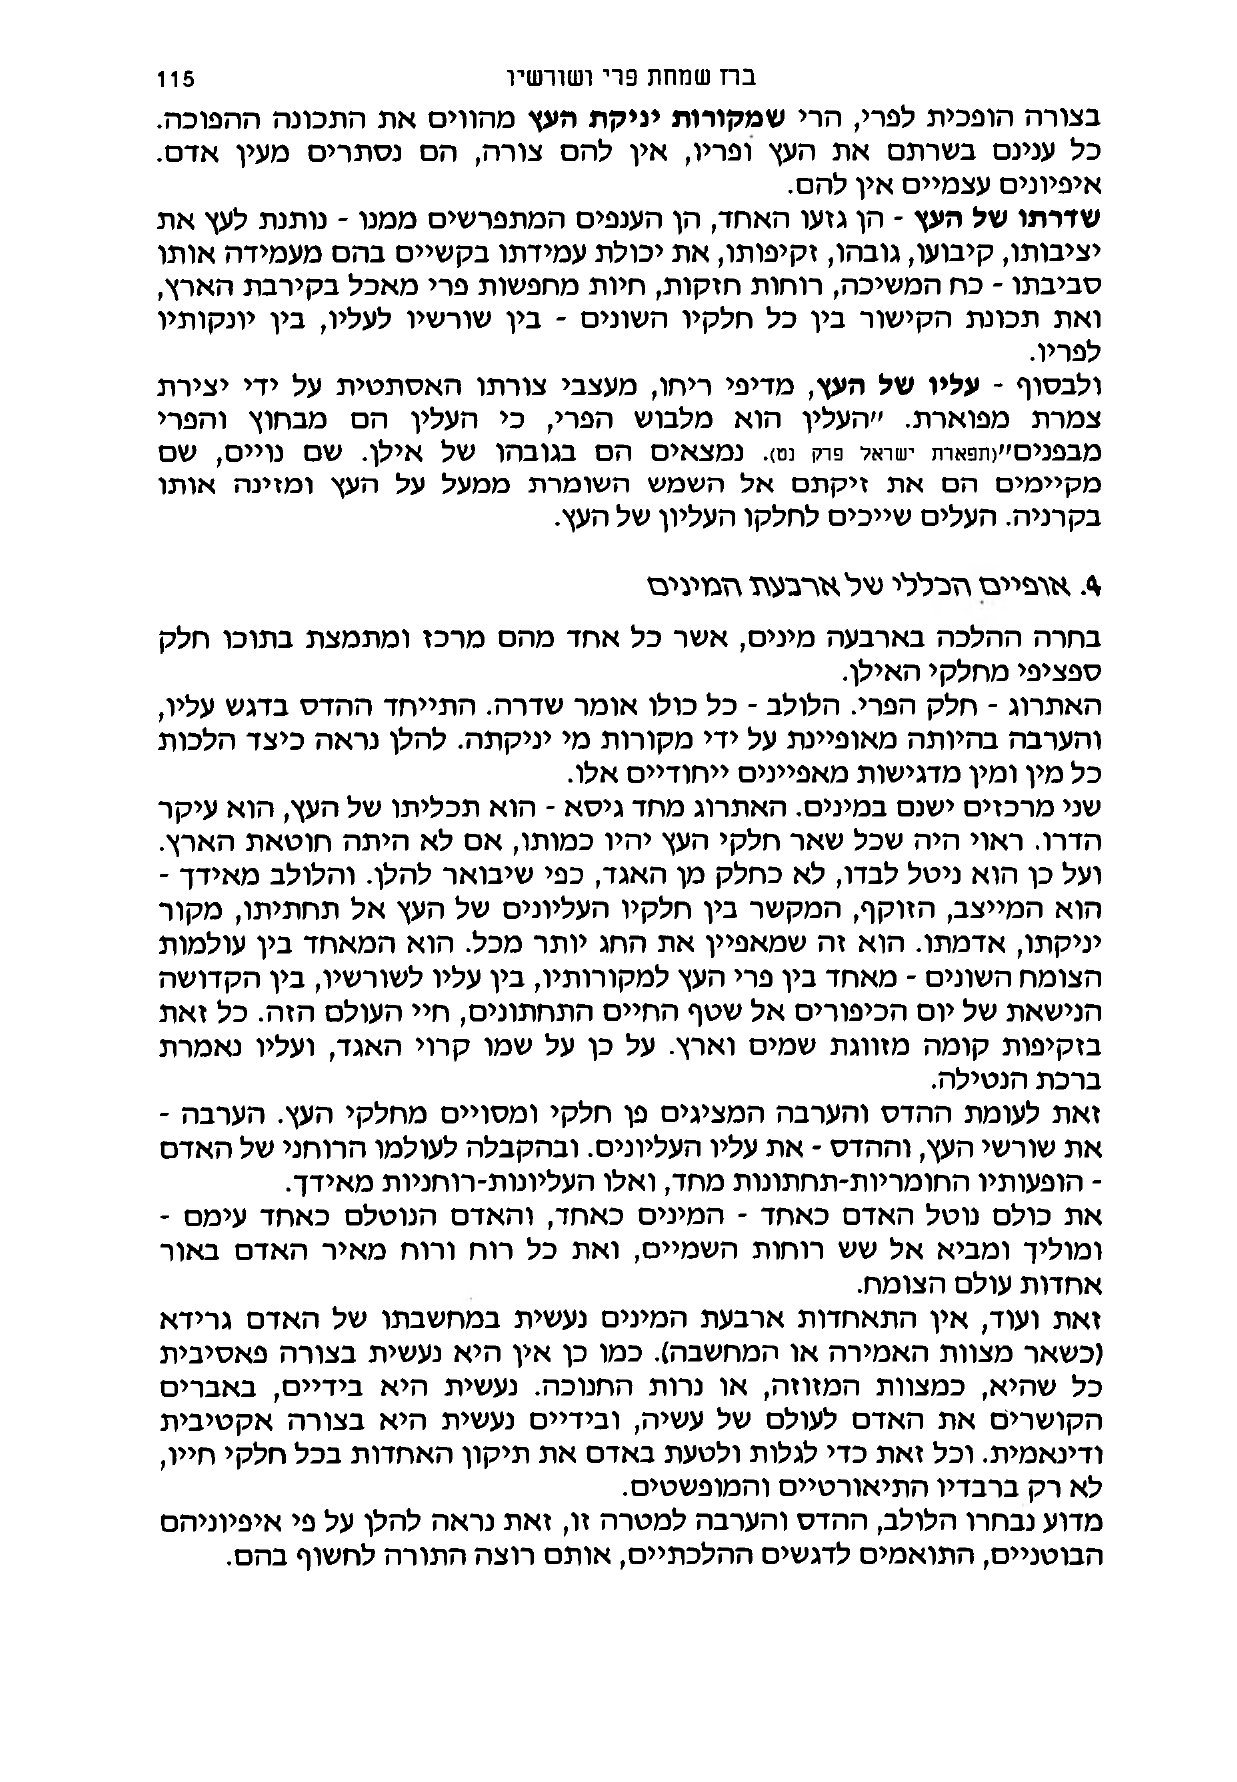 ברז שמחת פרי ושורשיו 115
בצורה הופכית לפרי, הרי שמקורות יניקת העץ מהווים את התכונה ההפוכה.
כל ענינם בשרתם את העץ ופריו, אין להם צורה, הם נסתרים מעין אדם.
איפיונים עצמיים אין להם.
שדרתו של העץ - הן גזעו האחד, הן הענפים המתפרשים ממנו - נותנת לעץ את
יציבותו, קיבועו, גובהו, זקיפותו, את יכולת עמידתו בקשיים בהם מעמידה אותו
סביבתו - כח המשיכה, רוחות חזקות, חיות מחפשות פרי מאכל בקירבת הארץ,
ואת תכונת הקישור בין כל חלקיו השונים - בין שורשיו לעליו, בין יונקותיו
לפריו.
ולבסוף - עליו של העץ, מדיפי ריחו, מעצבי צורתו האסתטית על ידי יצירת
צמרת מפוארת. "העלין הוא מלבוש הפרי, כי העלין הם מבחוץ והפרי
מבפנים"(תפארת ישראל פרק נט). נמצאים הם בגובהו של אילן. שם נויים, שם
מקיימים הם את זיקתם אל השמש השומרת ממעל על העץ ומזינה אותו
בקרניה. העלים שייכים לחלקו העליון של העץ.
4. אופיים הכללי של ארבעת המינים
בחרה ההלכה בארבעה מינים, אשר כל אחד מהם מרכז ומתמצת בתוכו חלק
ספציפי מחלקי האילן.
האתרוג - חלק הפרי. הלולב - כל כולו אומר שדרה. התייחד ההדס בדגש עליו,
והערבה בהיותה מאופיינת על ידי מקורות מי יניקתה. להלן נראה כיצד הלכות
כל מין ומין מדגישות מאפיינים ייחודיים אלו.
שני מרכזים ישנם במינים. האתרוג מחד גיסא - הוא תכליתו של העץ, הוא עיקר
הדרו. ראוי היה שכל שאר חלקי העץ יהיו כמותו, אם לא היתה חוטאת הארץ.
ועל כן הוא ניטל לבדו, לא כחלק מן האגד, כפי שיבואר להלן. והלולב מאידך -
הוא המייצב, הזוקף, המקשר בין חלקיו העליונים של העץ אל תחתיתו, מקור
יניקתו, אדמתו. הוא זה שמאפיין את החג יותר מכל. הוא המאחד בין עולמות
הצומח השונים - מאחד בין פרי העץ למקורותיו, בין עליו לשורשיו, בין הקדושה
הנישאת של יום הכיפורים אל שטף החיים התחתונים, חיי העולם הזה. כל זאת
בזקיפות קומה מזווגת שמים וארץ. על כן על שמו קרוי האגד, ועליו נאמרת
ברכת הנטילה.
זאת לעומת ההדס והערבה המציגים פן חלקי ומסויים מחלקי העץ. הערבה -
את שורשי העץ, וההדס - את עליו העליונים. ובהקבלה לעולמו הרוחני של האדם
- הופעותיו החומריות-תחתונות מחד, ואלו העליונות-רוחניות מאידך.
את כולם נוטל האדם כאחד - המינים כאחד, והאדם הנוטלם כאחד עימם -
ומוליך ומביא אל שש רוחות השמיים, ואת כל רוח ורוח מאיר האדם באור
אחדות עולם הצומח.
זאת ועוד, אין התאחדות ארבעת המינים נעשית במחשבתו של האדם גרידא
(כשאר מצוות האמירה או המחשבה). כמו כן אין היא נעשית בצורה פאסיבית
כל שהיא, כמצוות המזוזה, או נרות החנוכה. נעשית היא בידיים, באברים
הקושרים את האדם לעולם של עשיה, ובידיים נעשית היא בצורה אקטיבית
ודינאמית. וכל זאת כדי לגלות ולטעת באדם את תיקון האחדות בכל חלקי חייו,
לא רק ברבדיו התיאורטיים והמופשטים.
מדוע נבחרו הלולב, ההדס והערבה למטרה זו, זאת נראה להלן על פי איפיוניהם
הבוטניים, התואמים לדגשים ההלכתיים, אותם רוצה התורה לחשוף בהם.